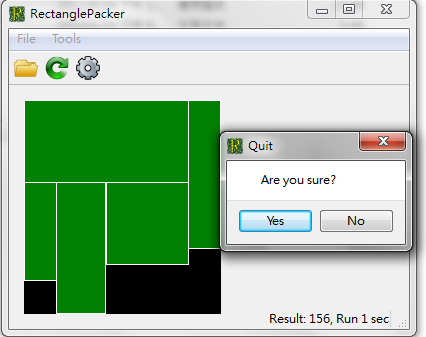 RectanglePacker
File Tools
Quit
Are you sure?
Yes No
Result: 156, Run 1 sec